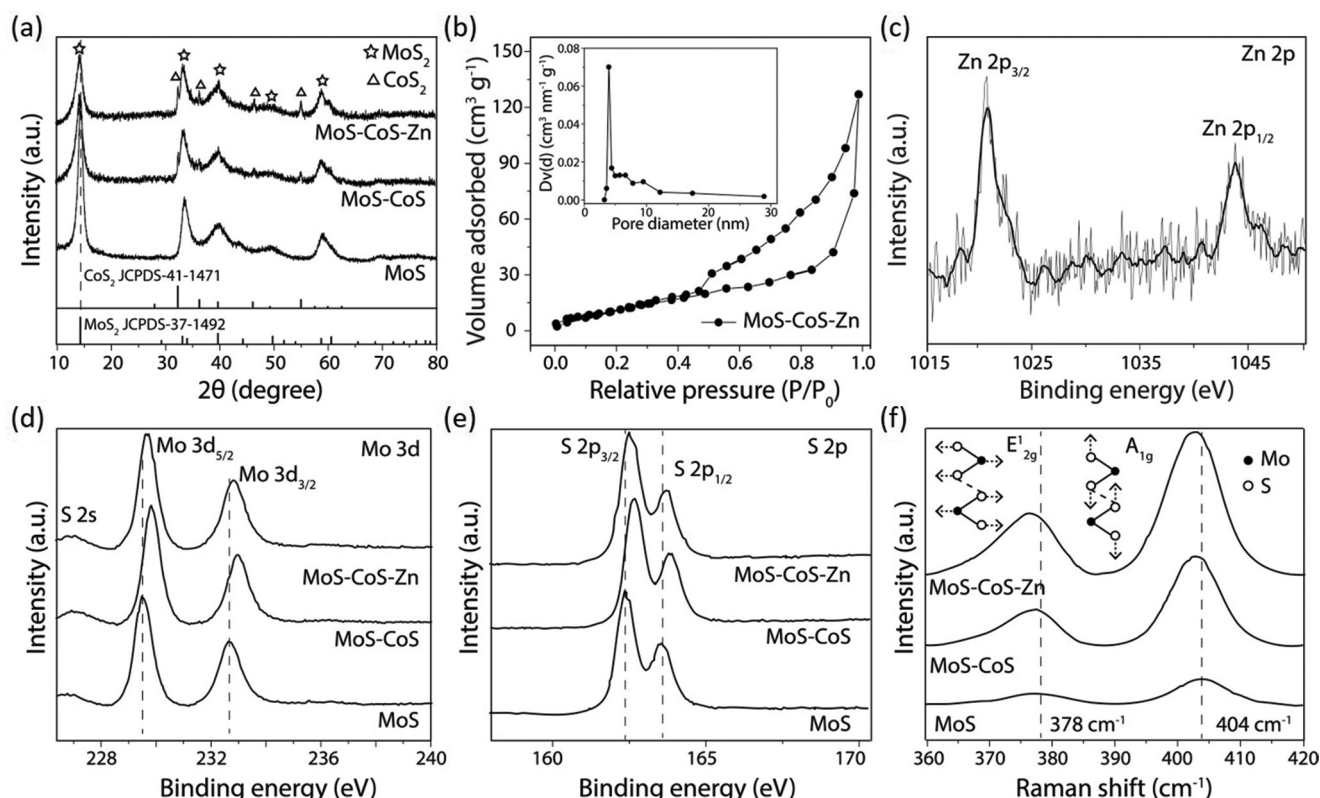 (a)
☆ MoS₂
△ CoS₂
MoS-CoS-Zn
MoS-CoS
MoS
CoS₂ JCPDS-41-1471
MoS₂ JCPDS-37-1492
Intensity (a.u.)
10 20 30 40 50 60 70 80
2θ (degree)
(b)
150
120
90
60
30
0
Volume adsorbed (cm³ g⁻¹)
0.08
0.06
0.04
0.02
0.00
Dv(d) (cm³ nm⁻¹ g⁻¹)
0 10 20 30
Pore diameter (nm)
MoS-CoS-Zn
0.0 0.2 0.4 0.6 0.8 1.0
Relative pressure (P/P₀)
(c)
Zn 2p
Zn 2p₃/₂
Zn 2p₁/₂
Intensity (a.u.)
1015 1025 1035 1045
Binding energy (eV)
(d)
Mo 3d
Mo 3d₅/₂
Mo 3d₃/₂
S 2s
MoS-CoS-Zn
MoS-CoS
MoS
Intensity (a.u.)
228 231 234 237 240
Binding energy (eV)
(e)
S 2p
S 2p₃/₂
S 2p₁/₂
MoS-CoS-Zn
MoS-CoS
MoS
Intensity (a.u.)
160 165 170
Binding energy (eV)
(f)
E¹₂g
A₁g
Mo
S
MoS-CoS-Zn
MoS-CoS
MoS
378 cm⁻¹
404 cm⁻¹
Intensity (a.u.)
360 370 380 390 400 410 420
Raman shift (cm⁻¹)